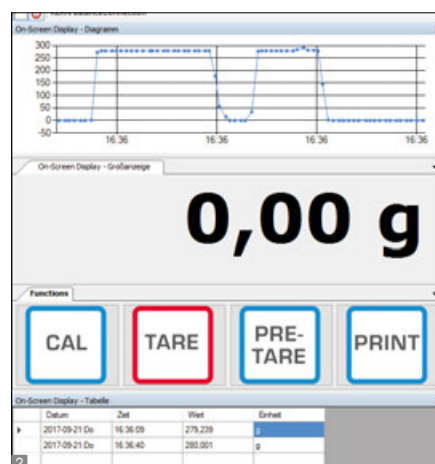 KERN BalanceConnection
On-Screen Display - Diagramm
300
250
200
150
100
50
0
-50
16:36 16:36 16:36 16:36
On-Screen Display - Großanzeige
0,00 g
Functions
CAL TARE PRE-TARE PRINT
On-Screen Display - Tabelle
Datum Zeit Wert Einheit
2017-09-21:Do 16:36:09 279,239 g
2017-09-21:Do 16:36:40 280,001 g
2